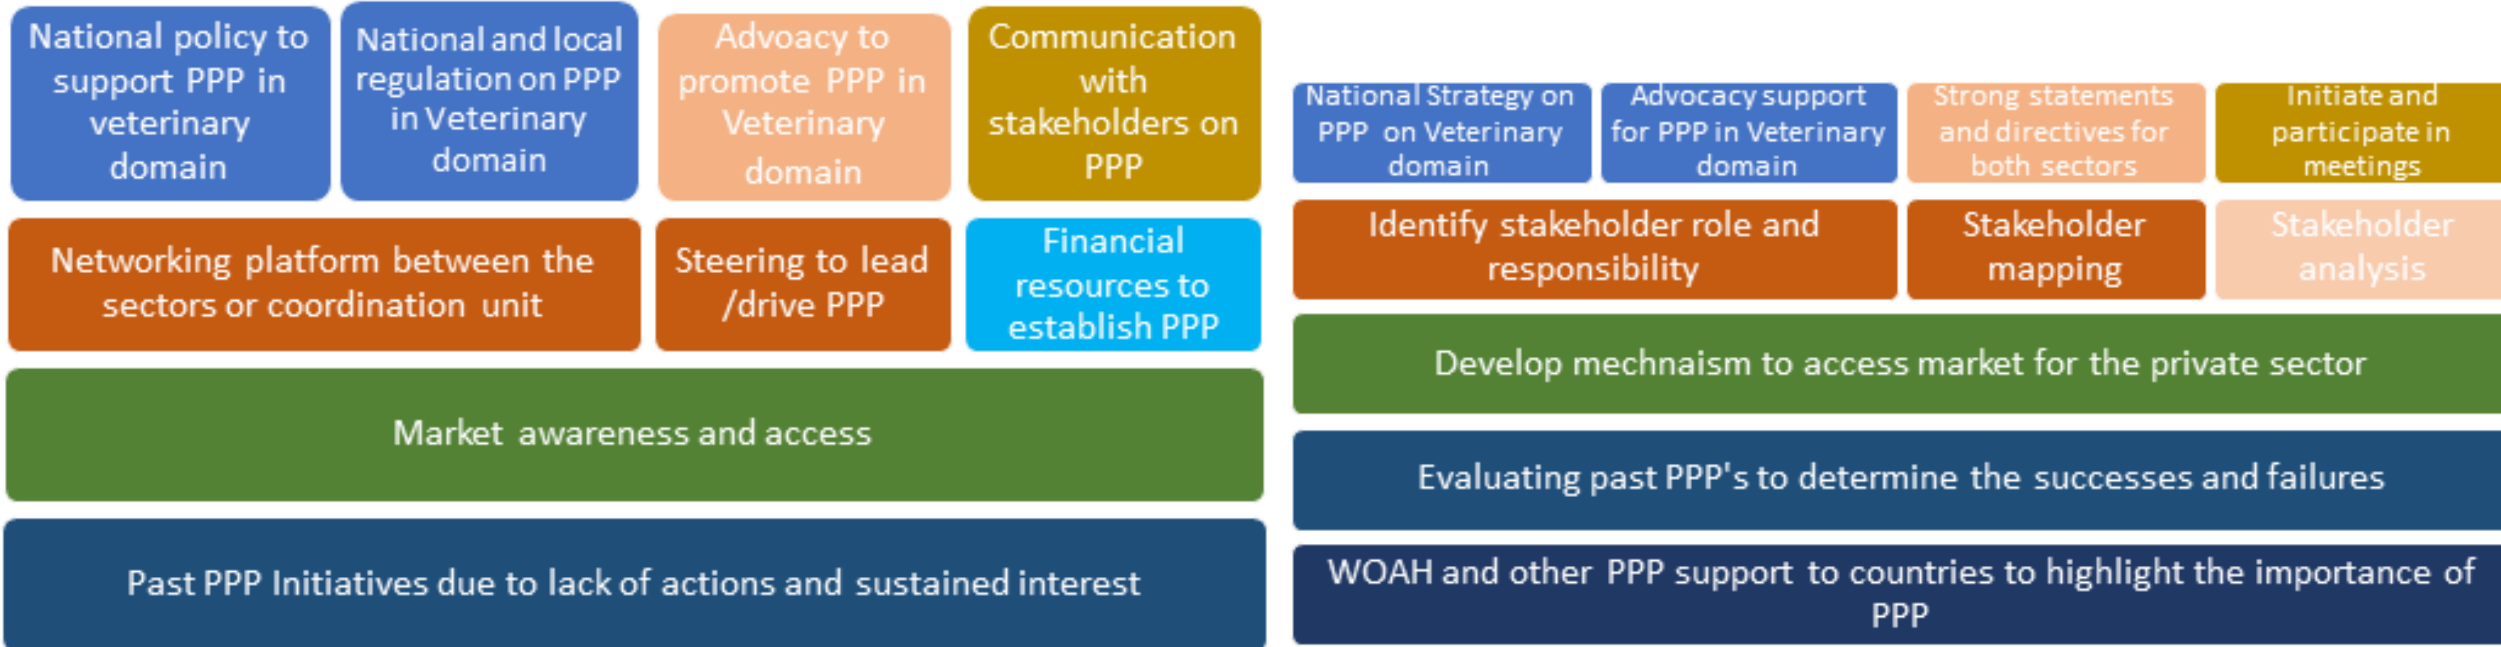 National policy to
support PPP in
veterinary
domain
National and local
regulation on PPP
in Veterinary
domain
Advoacy to
promote PPP in
Veterinary
domain
Communication
with
stakeholders on
PPP
Networking platform between the
sectors or coordination unit
Steering to lead
/drive PPP
Financial
resources to
establish PPP
Market awareness and access
Past PPP Initiatives due to lack of actions and sustained interest
National Strategy on
PPP on Veterinary
domain
Advocacy support
for PPP in Veterinary
domain
Strong statements
and directives for
both sectors
Initiate and
participate in
meetings
Identify stakeholder role and
responsibility
Stakeholder
mapping
Stakeholder
analysis
Develop mechnaism to access market for the private sector
Evaluating past PPP's to determine the successes and failures
WOAH and other PPP support to countries to highlight the importance of
PPP